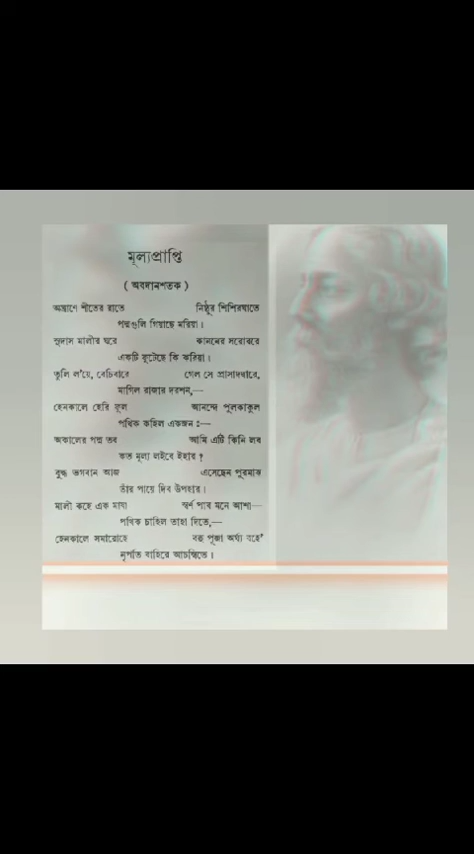 মূল্যপ্রাপ্তি
( অবদানশতক )
অঘ্রাণে শীতের রাতে নিষ্ঠুর শিশিরঘাতে
পদ্মগুলি গিয়াছে মরিয়া ।
সুদাস মালীর ঘরে কাননের সরোবরে
একটি ফুটেছে কি করিয়া ।
তুলি ল'য়ে, বেচিবারে গেল সে প্রাসাদদ্বারে,
মাগিল রাজার দরশন,—
হেনকালে হেরি ফুল আনন্দে পুলকাকুল
পথিক কহিল একজন :—
অকালের পদ্ম তব আমি এটি কিনি লব
কত মূল্য লইবে ইহার ?
বুদ্ধ ভগবান আজ এসেছেন পুরমাঝ
তাঁর পায়ে দিব উপহার ।
মালী কহে এক মাষা স্বর্ণ পাব মনে আশা—
পথিক চাহিল তাহা দিতে,—
হেনকালে সমারোহে বহু পূজা অর্ঘ্য বহে'
নৃপতি বাহিরে আচম্বিতে ।